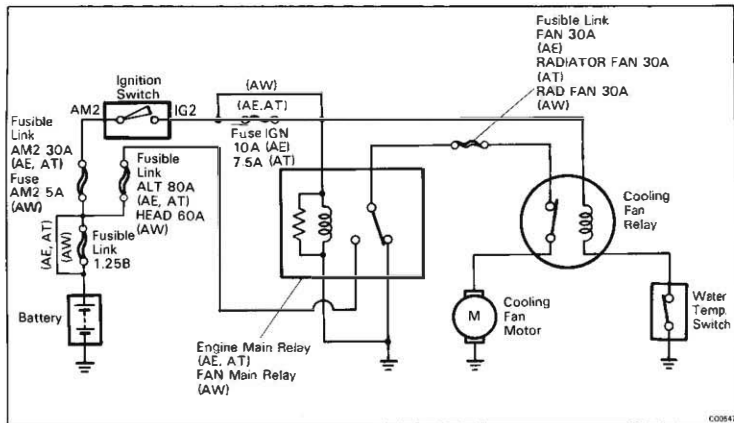 Fusible Link
FAN 30A
(AE)
RADIATOR FAN 30A
(AT)
RAD FAN 30A
(AW)
Ignition
Switch
AM2
IG2
(AW)
(AE,AT)
Fuse IGN
10A (AE)
7.5A (AT)
Fusible
Link
AM2 30A
(AE, AT)
Fuse
AM2 5A
(AW)
Fusible
Link
ALT 80A
(AE, AT)
HEAD 60A
(AW)
(AE, AT)
(AW)
Fusible
Link
1.25B
Battery
Cooling
Fan
Relay
M
Cooling
Fan
Motor
Water
Temp.
Switch
Engine Main Relay
(AE, AT)
FAN Main Relay
(AW)
CO0547